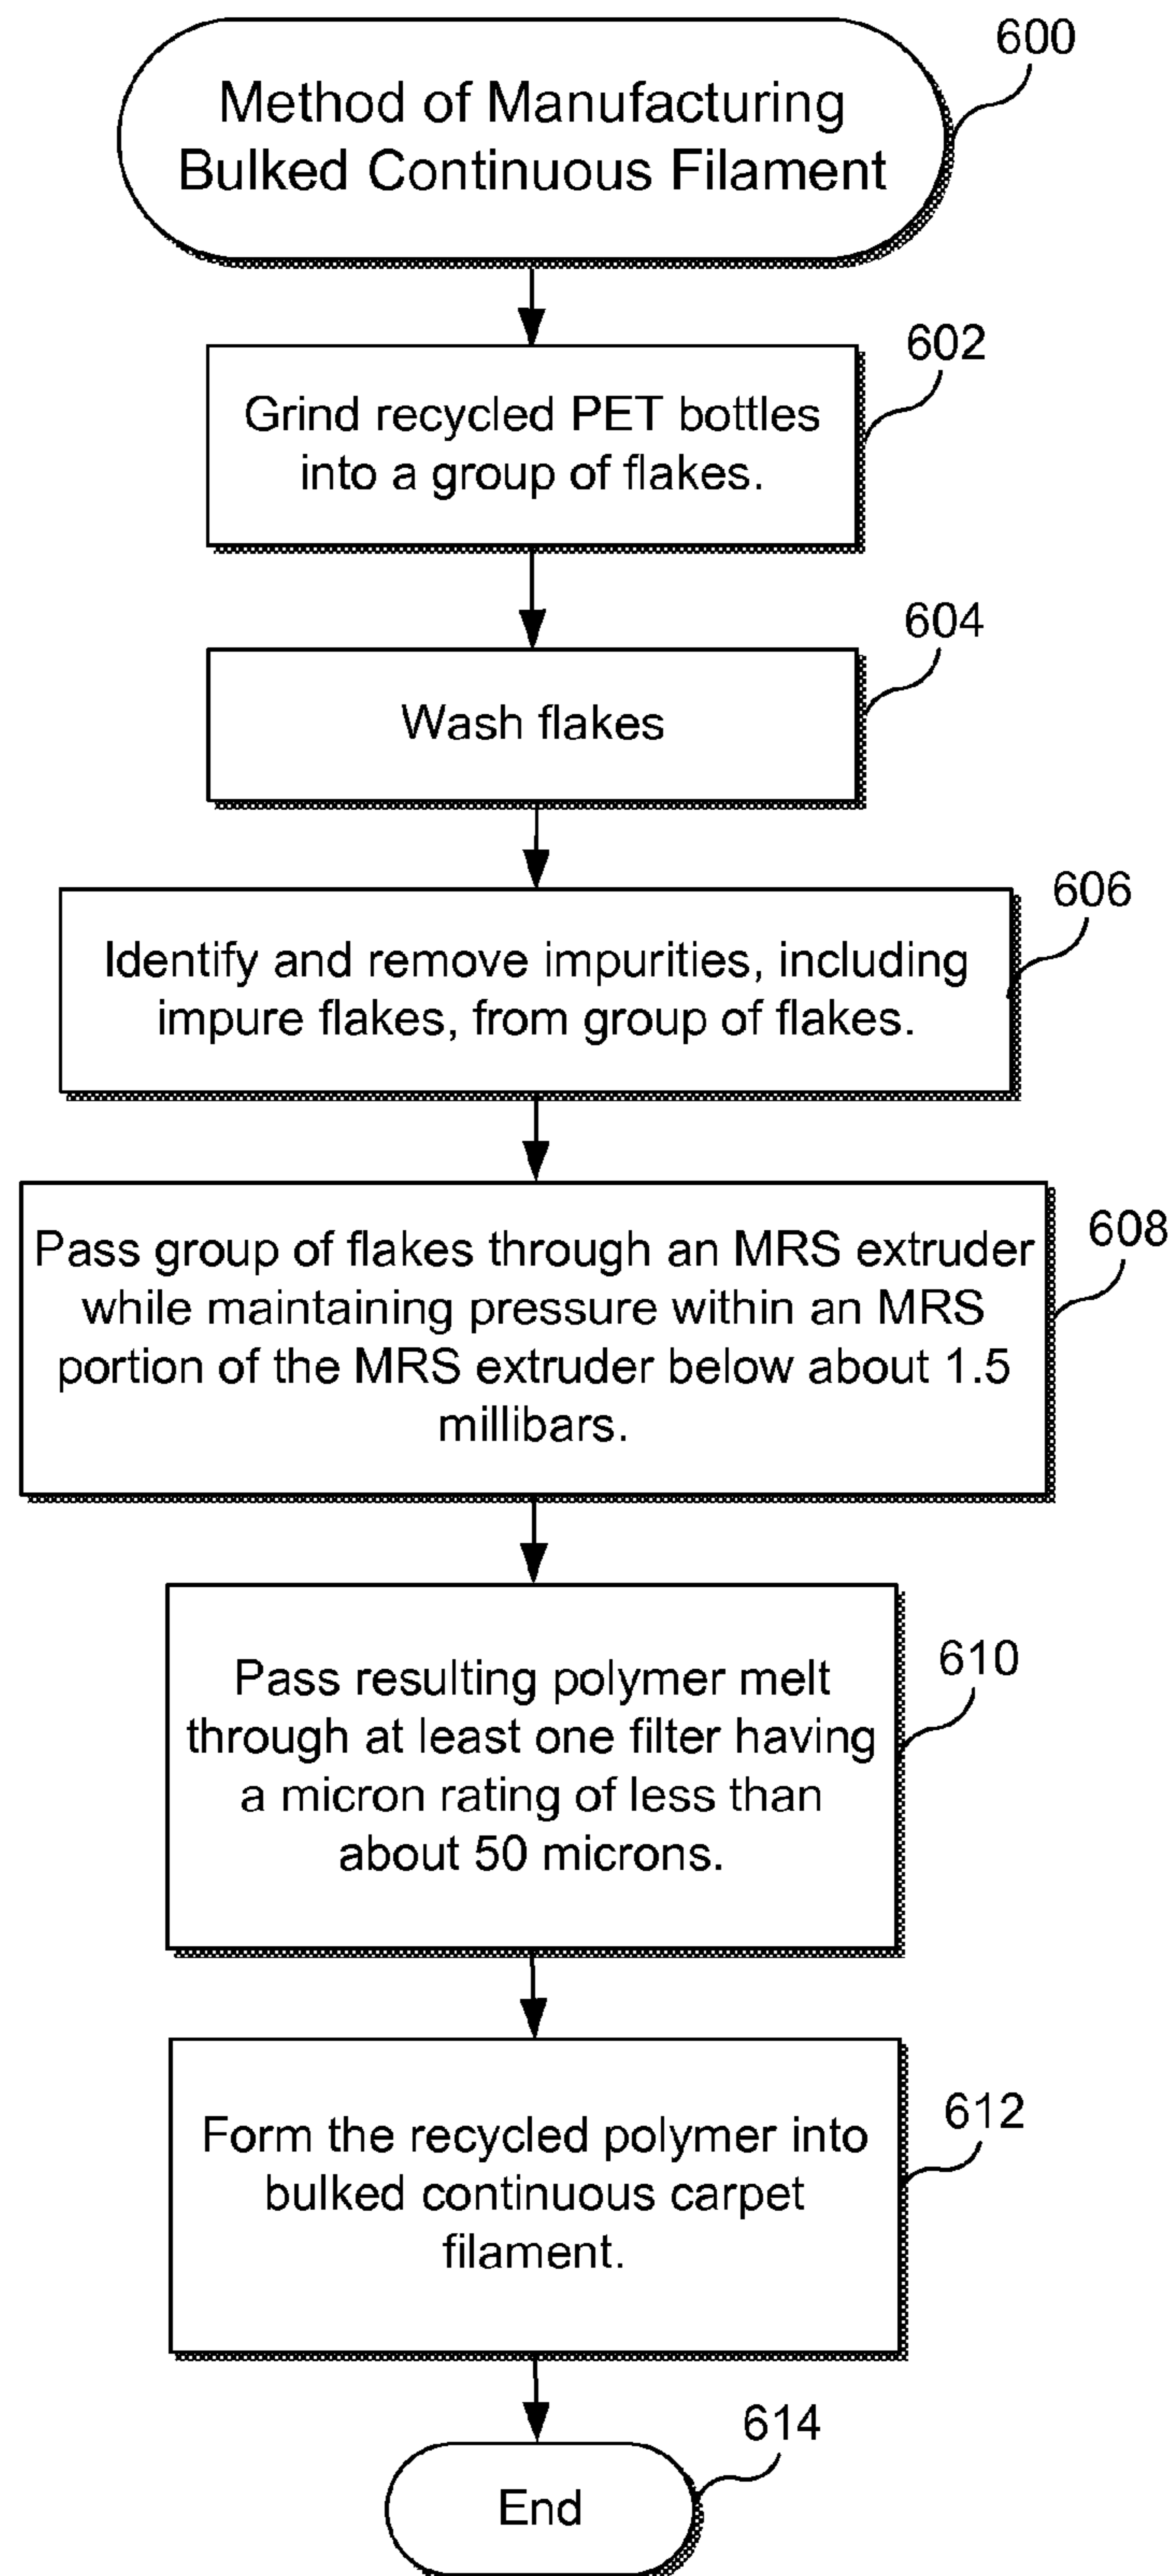 600
Method of Manufacturing
Bulked Continuous Filament
602
Grind recycled PET bottles
into a group of flakes.
604
Wash flakes
606
Identify and remove impurities, including
impure flakes, from group of flakes.
608
Pass group of flakes through an MRS extruder
while maintaining pressure within an MRS
portion of the MRS extruder below about 1.5
millibars.
610
Pass resulting polymer melt
through at least one filter having
a micron rating of less than
about 50 microns.
612
Form the recycled polymer into
bulked continuous carpet
filament.
614
End